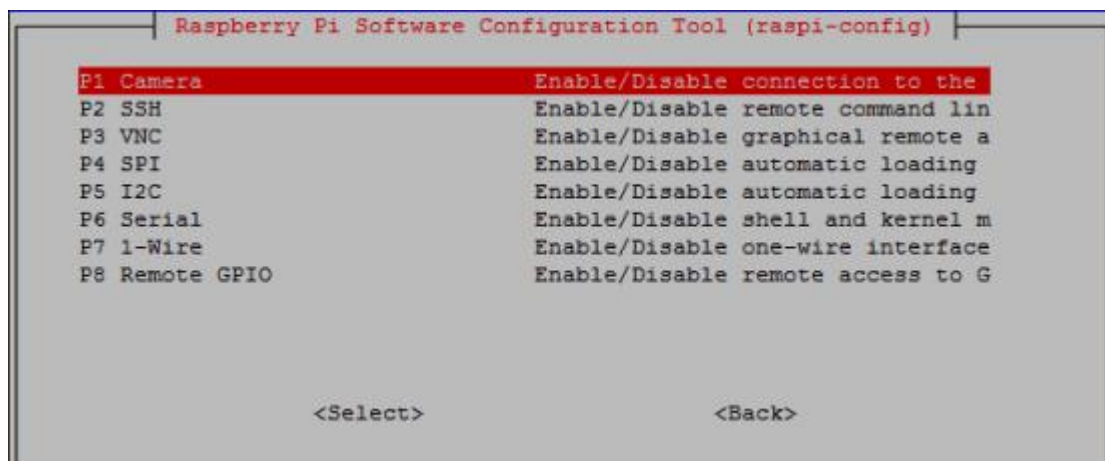 Raspberry Pi Software Configuration Tool (raspi-config)
P1 Camera Enable/Disable connection to the
P2 SSH Enable/Disable remote command lin
P3 VNC Enable/Disable graphical remote a
P4 SPI Enable/Disable automatic loading
P5 I2C Enable/Disable automatic loading
P6 Serial Enable/Disable shell and kernel m
P7 1-Wire Enable/Disable one-wire interface
P8 Remote GPIO Enable/Disable remote access to G
<Select> <Back>